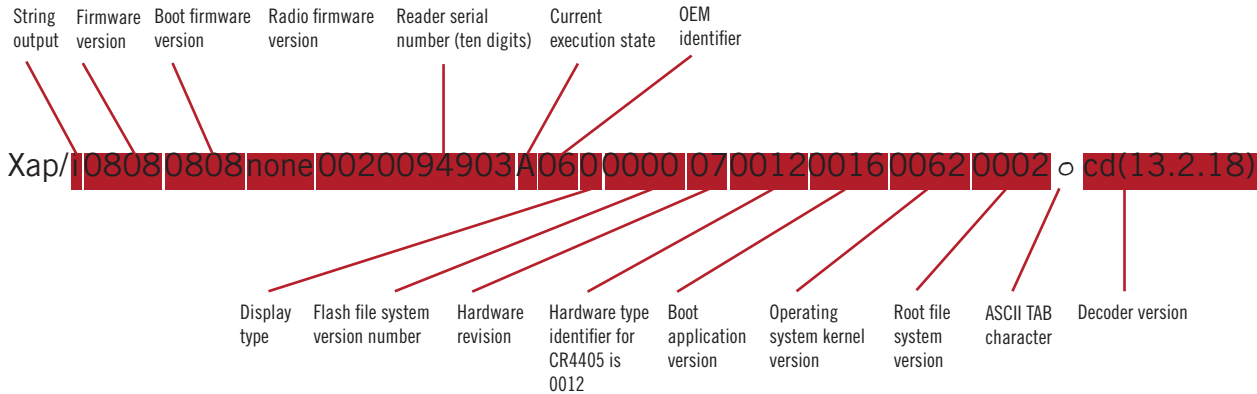 String output
Firmware version
Boot firmware version
Radio firmware version
Reader serial number (ten digits)
Current execution state
OEM identifier
Xap/i08080808none0020094903A0600000070012001600620002 o cd(13.2.18)
Display type
Flash file system version number
Hardware revision
Hardware type identifier for CR4405 is 0012
Boot application version
Operating system kernel version
Root file system version
ASCII TAB character
Decoder version